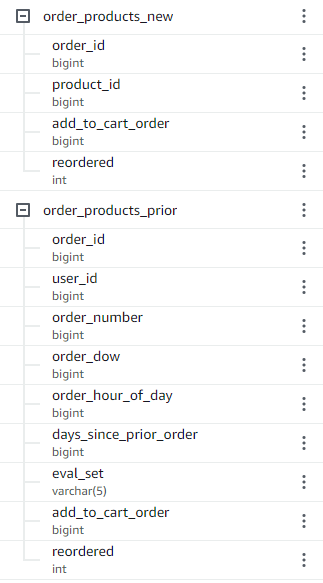 order_products_new
order_id
bigint
product_id
bigint
add_to_cart_order
bigint
reordered
int
order_products_prior
order_id
bigint
user_id
bigint
order_number
bigint
order_dow
bigint
order_hour_of_day
bigint
days_since_prior_order
bigint
eval_set
varchar(5)
add_to_cart_order
bigint
reordered
int